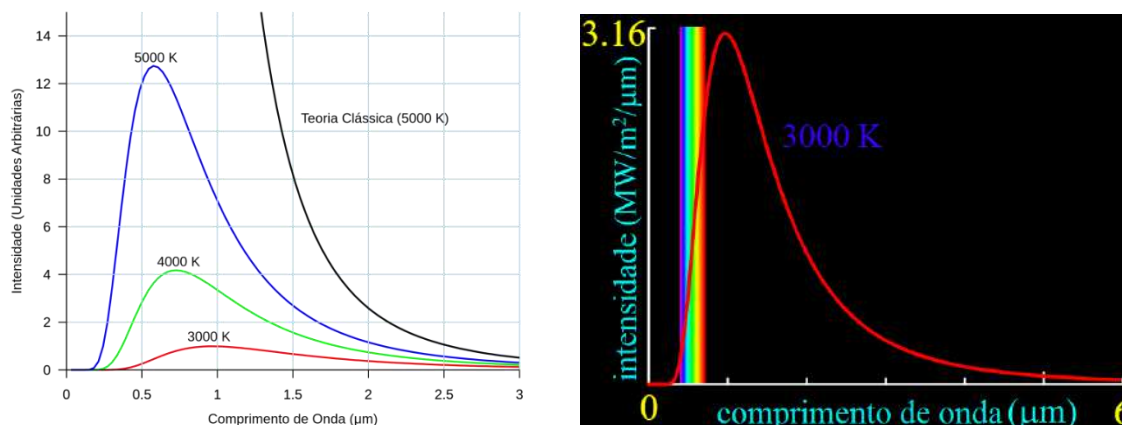 14
12
10
8
6
4
2
0
Intensidade (Unidades Arbitrárias)
5000 K
Teoria Clássica (5000 K)
4000 K
3000 K
0 0.5 1 1.5 2 2.5 3
Comprimento de Onda (µm)
3.16
intensidade (MW/m²/µm)
3000 K
0 6
comprimento de onda (µm)